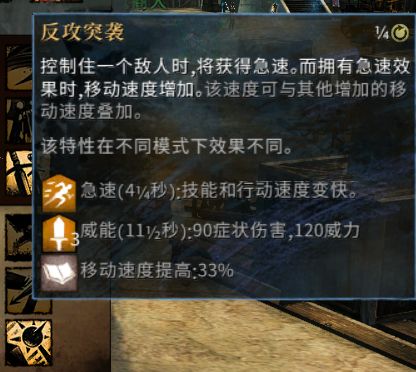 商人
反攻突袭 ¼
控制住一个敌人时,将获得急速。而拥有急速效
果时,移动速度增加。该速度可与其他增加的移
动速度叠加。
该特性在不同模式下效果不同。
急速(4¼秒):技能和行动速度变快。
3 威能(11½秒):90症状伤害,120威力
移动速度提高:33%